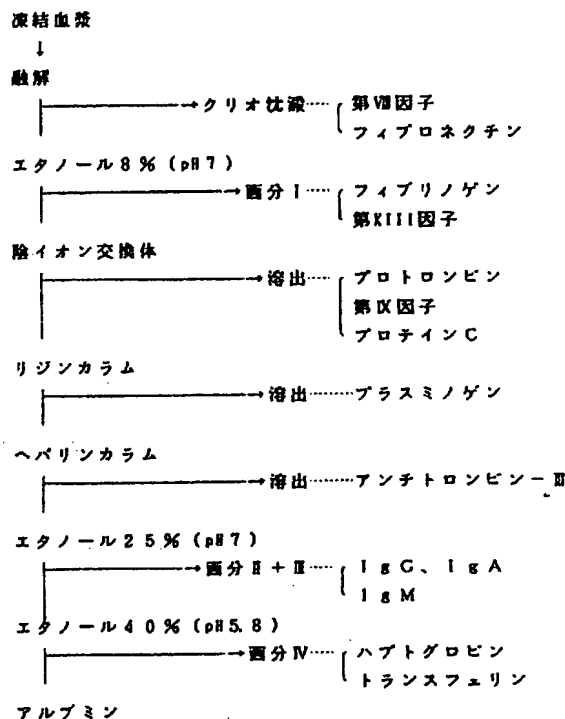 凍結血漿
↓
融解
→クリオ沈澱…… 第Ⅷ因子
フィブロネクチン
エタノール8%(pH7)
→画分Ⅰ…… フィブリノゲン
第XIII因子
陰イオン交換体
→溶出…… プロトロンビン
第Ⅸ因子
プロテインC
リジンカラム
→溶出……プラスミノゲン
ヘパリンカラム
→溶出……アンチトロンビン-Ⅲ
エタノール25%(pH7)
→画分Ⅱ+Ⅲ…… IgG、IgA
IgM
エタノール40%(pH5.8)
→画分Ⅳ…… ハプトグロビン
トランスフェリン
アルブミン